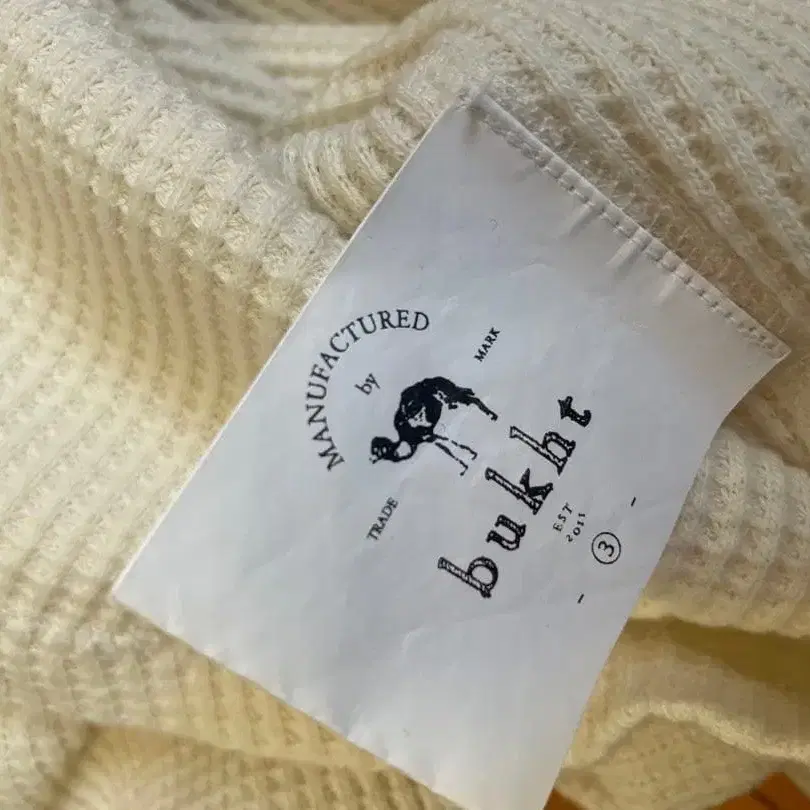 MANUFACTURED
by
TRADE MARK
bukht
EST
2011
- 3 -